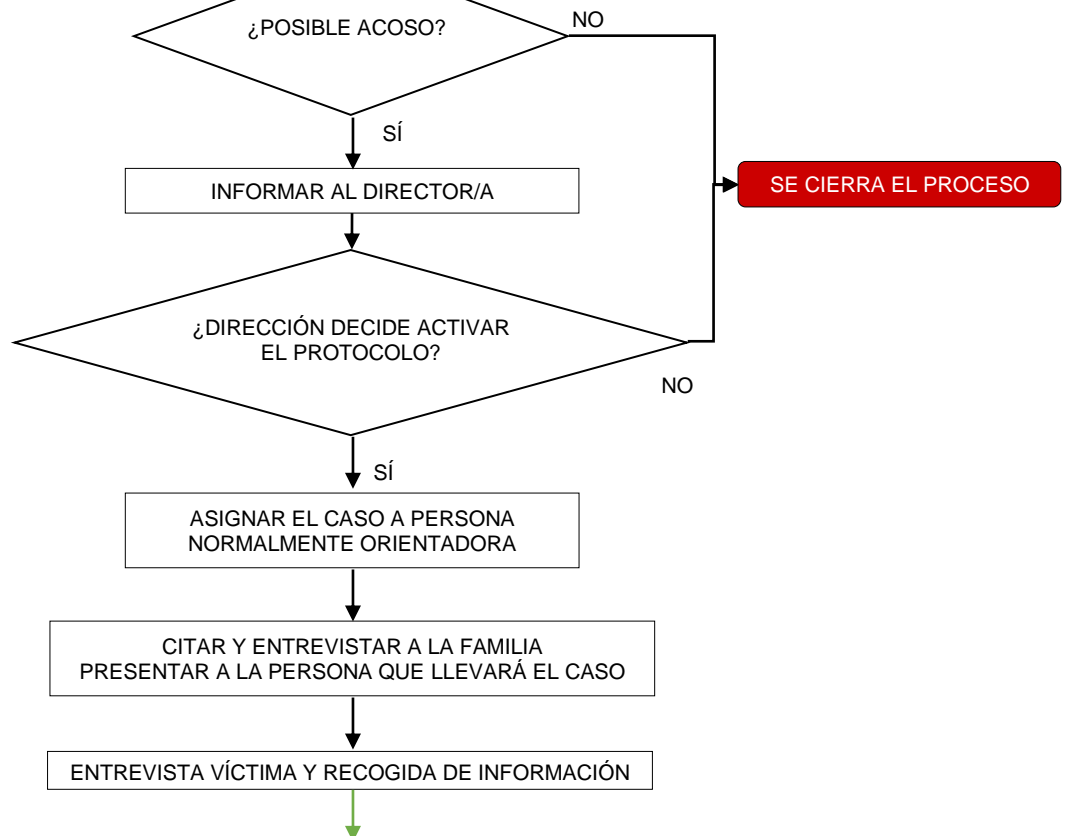 ¿POSIBLE ACOSO?
NO
SÍ
INFORMAR AL DIRECTOR/A
SE CIERRA EL PROCESO
¿DIRECCIÓN DECIDE ACTIVAR
EL PROTOCOLO?
NO
SÍ
ASIGNAR EL CASO A PERSONA
NORMALMENTE ORIENTADORA
CITAR Y ENTREVISTAR A LA FAMILIA
PRESENTAR A LA PERSONA QUE LLEVARÁ EL CASO
ENTREVISTA VÍCTIMA Y RECOGIDA DE INFORMACIÓN